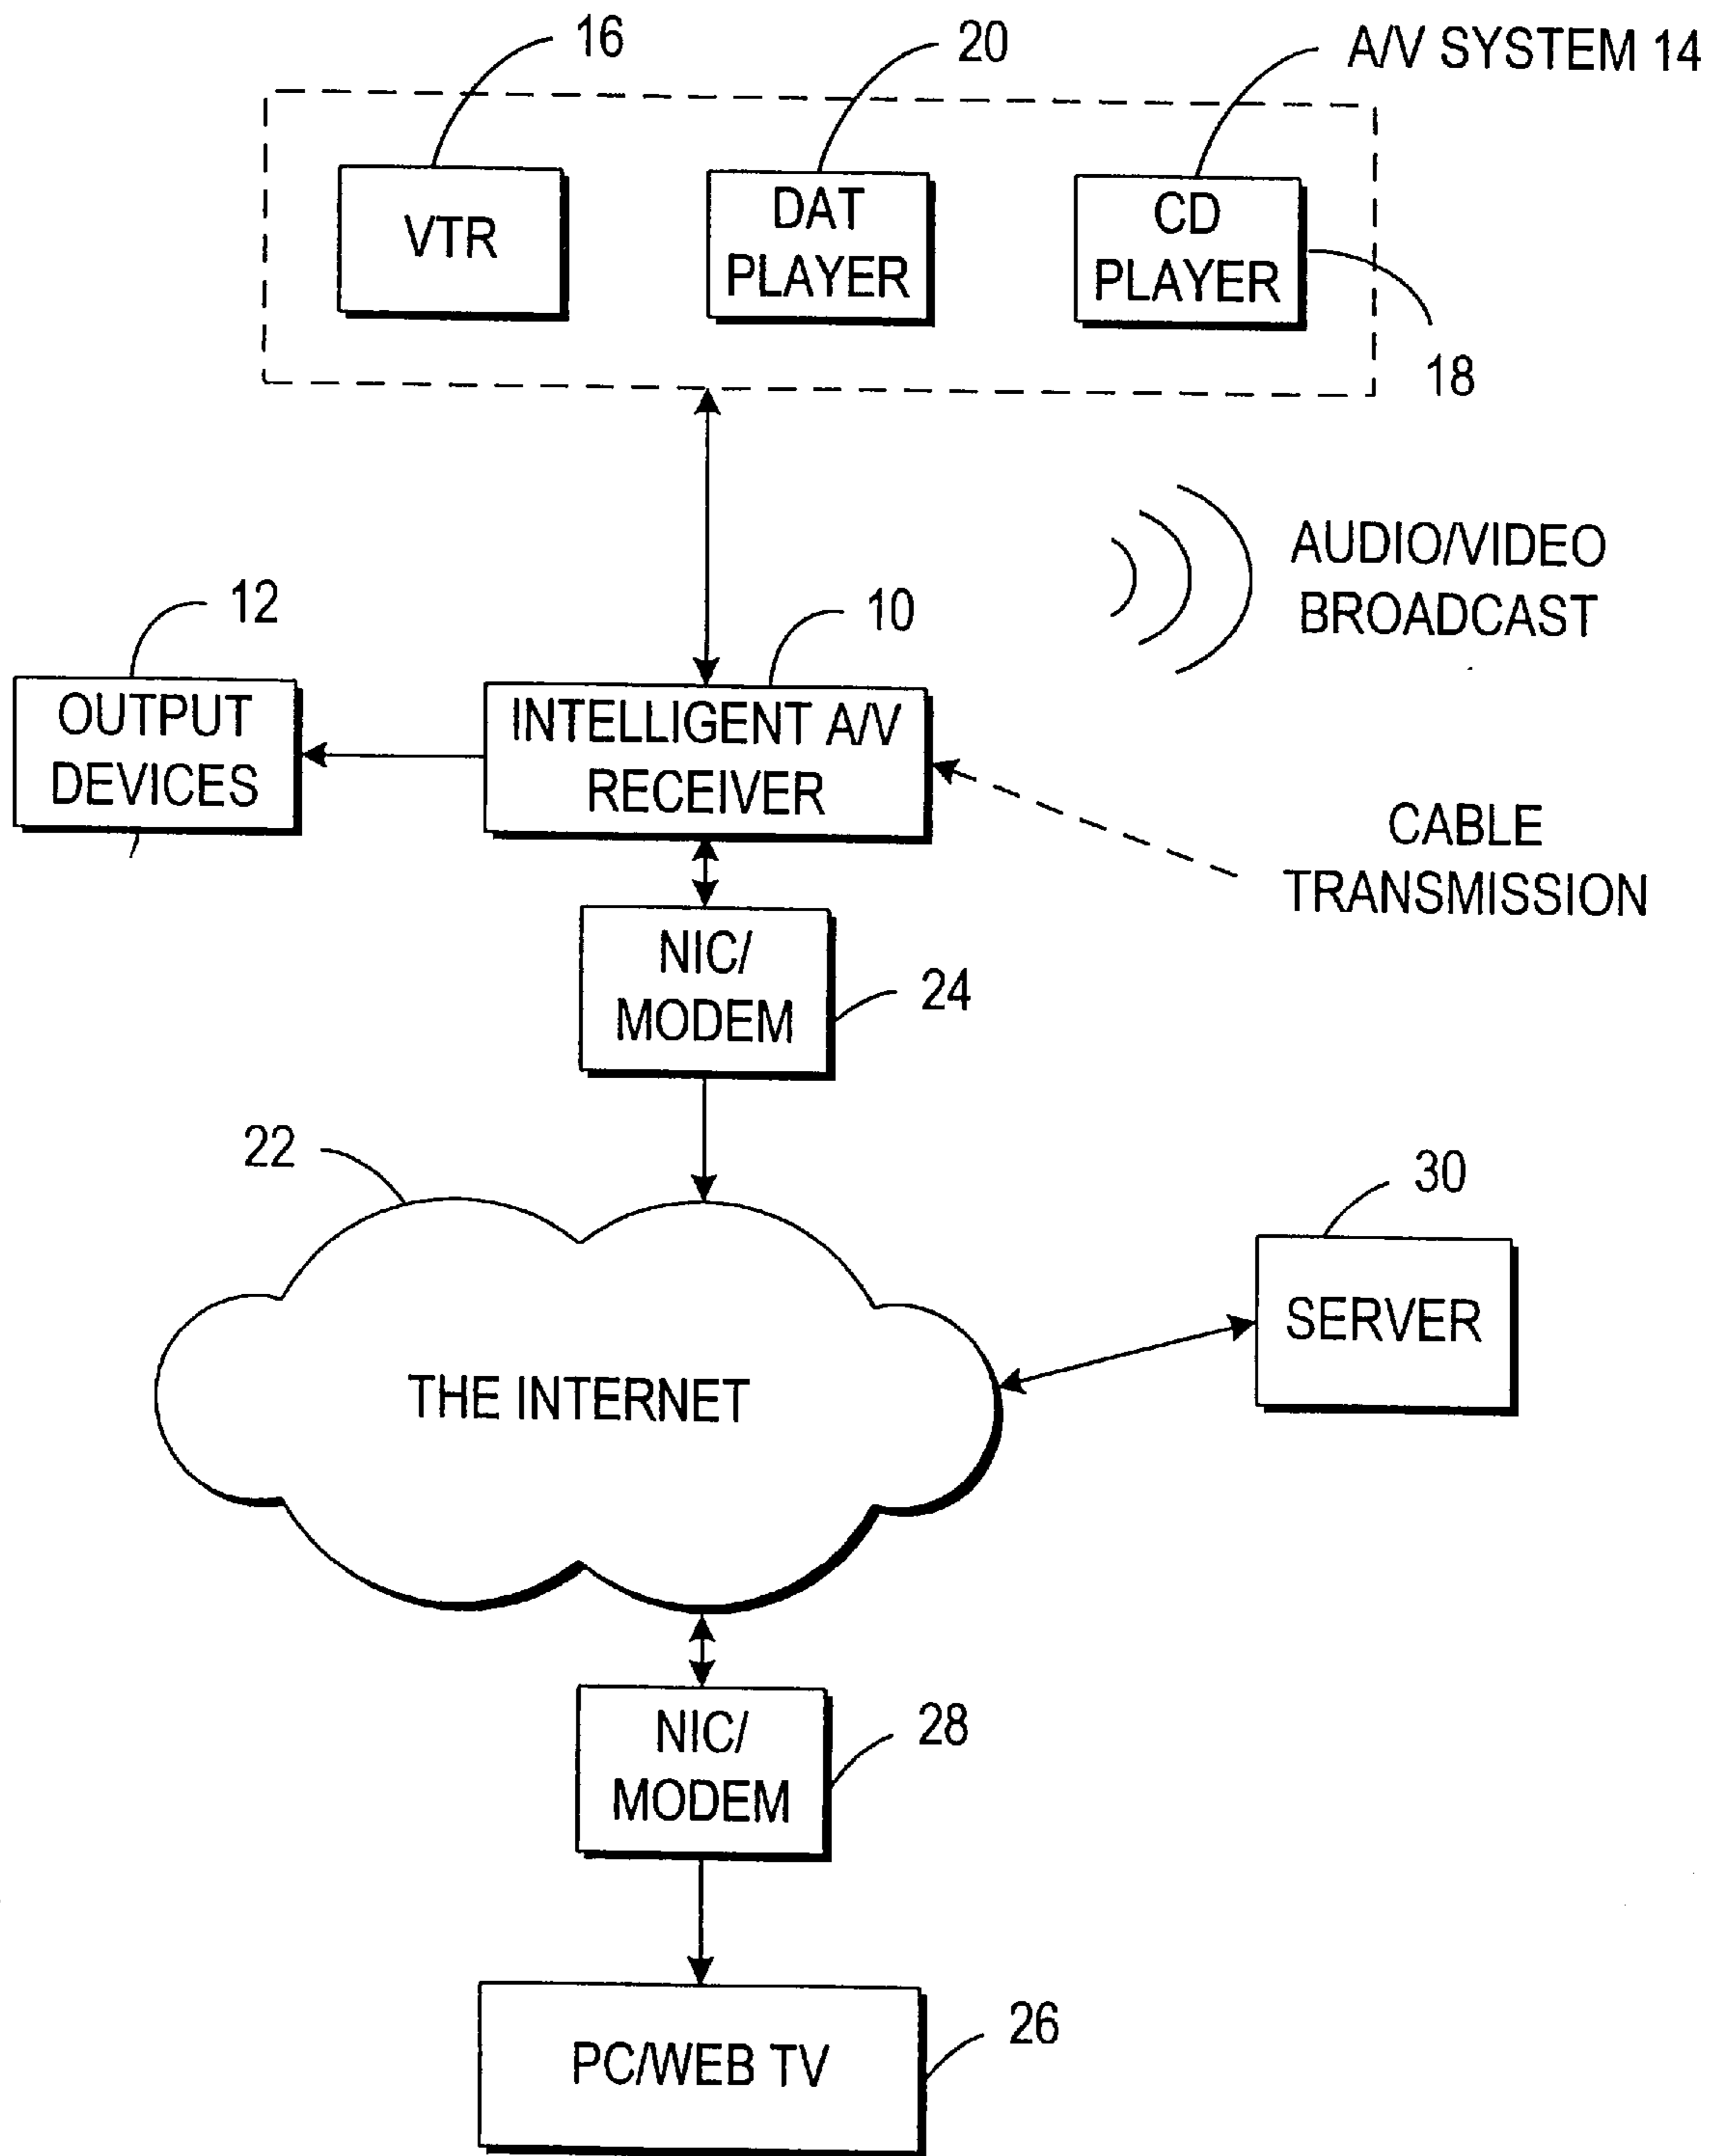 16
20
A/V SYSTEM 14
VTR
DAT
PLAYER
CD
PLAYER
18
AUDIO/VIDEO
BROADCAST
12
10
OUTPUT
DEVICES
INTELLIGENT A/V
RECEIVER
CABLE
TRANSMISSION
NIC/
MODEM
24
22
30
SERVER
THE INTERNET
NIC/
MODEM
28
PC/WEB TV
26